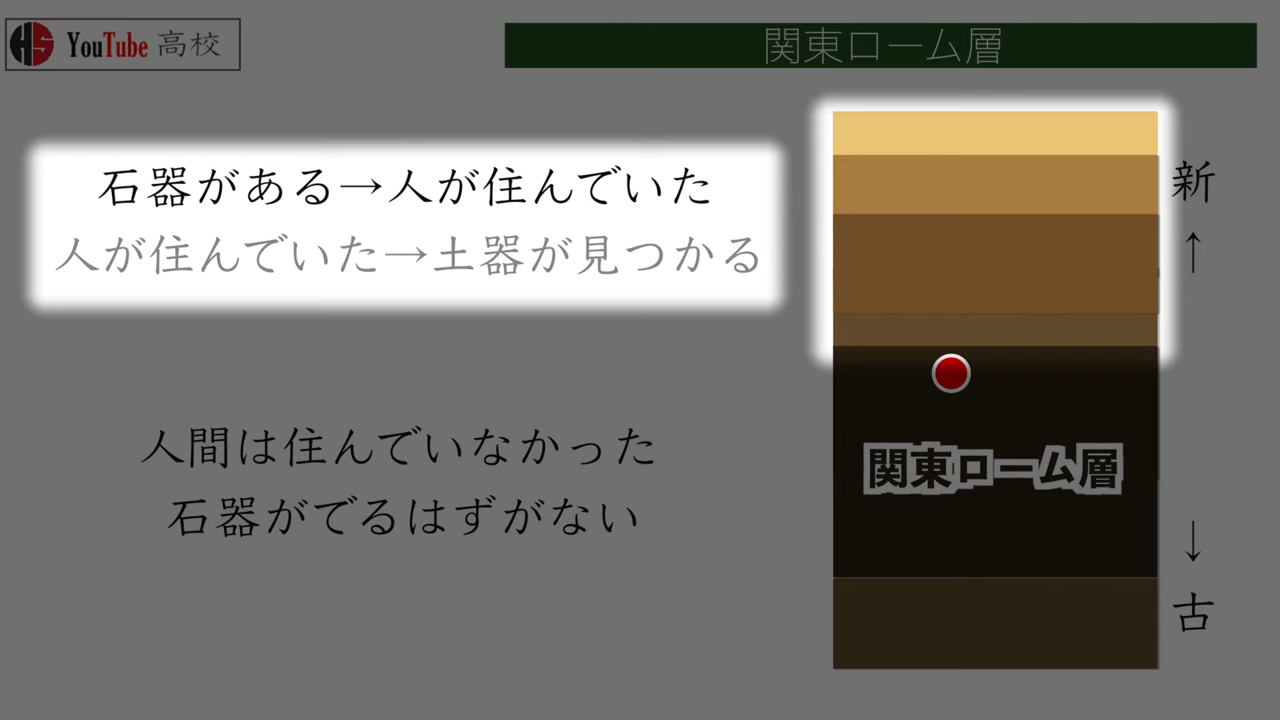 HS YouTube 高校
関東ローム層
石器がある→人が住んでいた
人が住んでいた→土器が見つかる
人間は住んでいなかった
石器がでるはずがない
新
↑
関東ローム層
↓
古